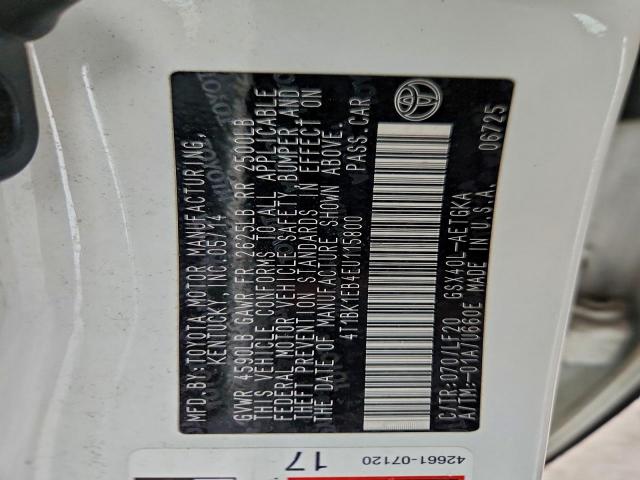 MFD.BY:TOYOTA MOTOR MANUFACTURING,
KENTUCKY, INC. 05/14
GVWR 4590LB GAWR FR 2625LB RR 2500LB
THIS VEHICLE CONFORMS TO ALL APPLICABLE
FEDERAL MOTOR VEHICLE SAFETY,BUMPER AND
THEFT PREVENTION STANDARDS IN EFFECT ON
THE DATE OF MANUFACTURE SHOWN ABOVE.
4T1BK1EB4EU115800 PASS.CAR
C/TR:070/LF20 GSX40L-AETGKA
A/TM:-01A/U660E MADE IN U.S.A. 06725
42661-07120
17